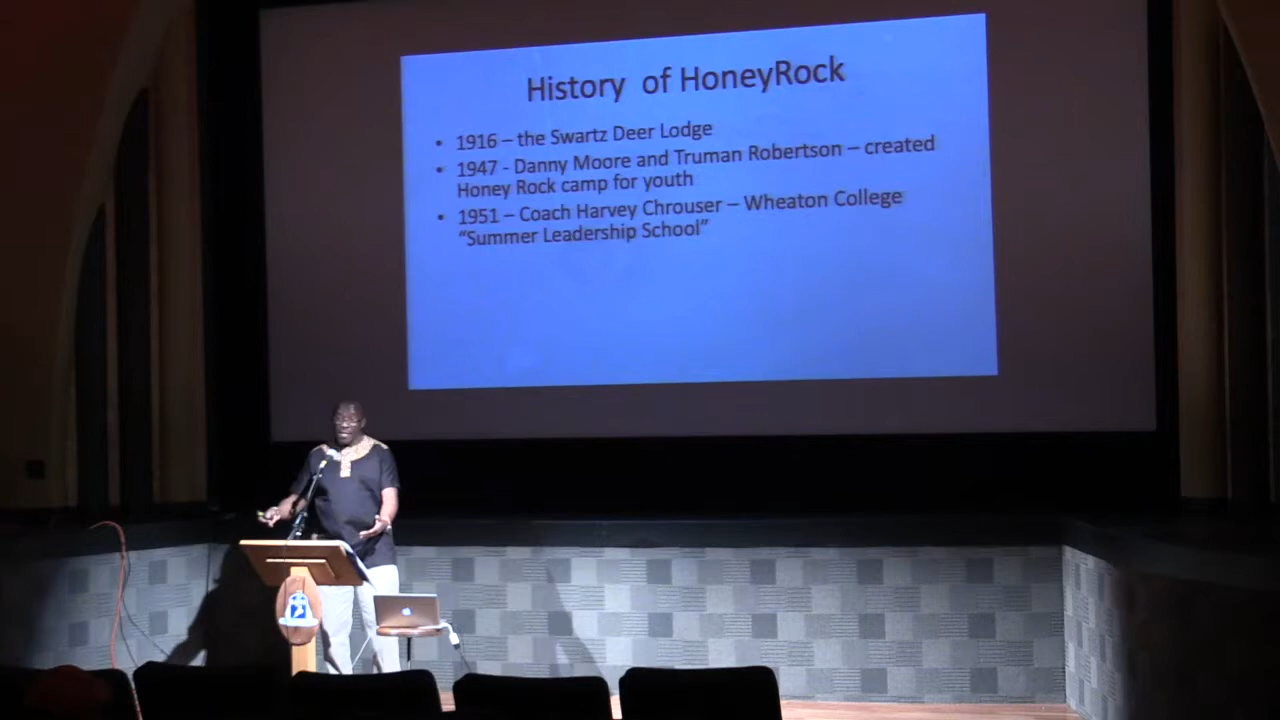 History of HoneyRock
• 1916 – the Swartz Deer Lodge
• 1947 - Danny Moore and Truman Robertson – created
Honey Rock camp for youth
• 1951 – Coach Harvey Chrouser – Wheaton College
“Summer Leadership School”